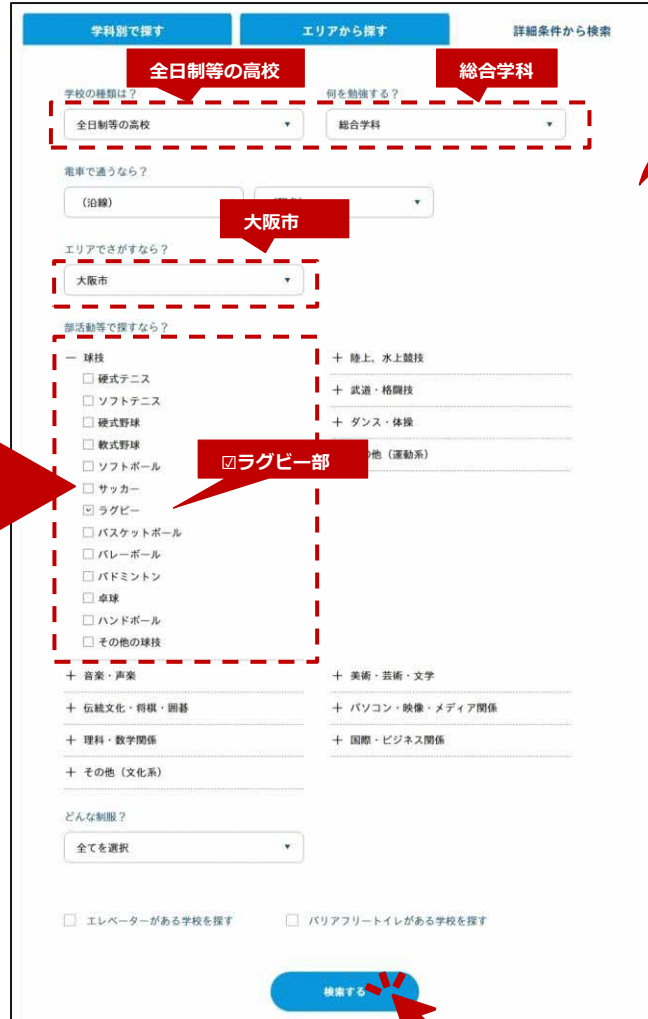 学科別で探す
エリアから探す
詳細条件から検索
全日制等の高校
総合学科
学校の種類は？
何を勉強する？
全日制等の高校
総合学科
電車で通うなら？
（沿線）
大阪市
エリアでさがすなら？
大阪市
部活動等で探すなら？
― 球技
硬式テニス
ソフトテニス
硬式野球
軟式野球
ソフトボール
サッカー
ラグビー
バスケットボール
バレーボール
バドミントン
卓球
ハンドボール
その他の球技
＋ 陸上、水上競技
＋ 武道・格闘技
＋ ダンス・体操
他（運動系）
☑ラグビー部
＋ 音楽・声楽
＋ 美術・芸術・文学
＋ 伝統文化・将棋・囲碁
＋ パソコン・映像・メディア関係
＋ 理科・数学関係
＋ 国際・ビジネス関係
＋ その他（文化系）
どんな制服？
全てを選択
エレベーターがある学校を探す
バリアフリートイレがある学校を探す
検索する